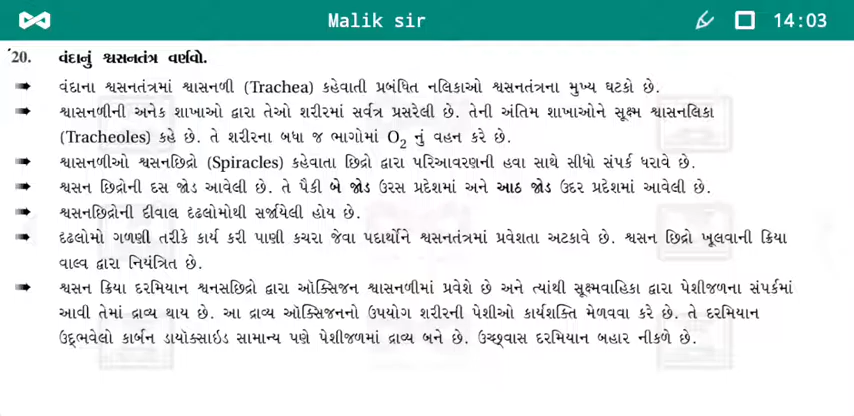 Malik sir
14:03
20. વંદાનું શ્વસનતંત્ર વર્ણવો.
➠ વંદાના શ્વસનતંત્રમાં શ્વાસનળી (Trachea) કહેવાતી પ્રબંધિત નલિકાઓ શ્વસનતંત્રના મુખ્ય ઘટકો છે.
➠ શ્વાસનળીની અનેક શાખાઓ દ્વારા તેઓ શરીરમાં સર્વત્ર પ્રસરેલી છે. તેની અંતિમ શાખાઓને સૂક્ષ્મ શ્વાસનલિકા
(Tracheoles) કહે છે. તે શરીરના બધા જ ભાગોમાં O₂ નું વહન કરે છે.
➠ શ્વાસનળીઓ શ્વસનછિદ્રો (Spiracles) કહેવાતા છિદ્રો દ્વારા પરિઆવરણની હવા સાથે સીધો સંપર્ક ધરાવે છે.
➠ શ્વસન છિદ્રોની દસ જોડ આવેલી છે. તે પૈકી બે જોડ ઉરસ પ્રદેશમાં અને આઠ જોડ ઉદર પ્રદેશમાં આવેલી છે.
➠ શ્વસનછિદ્રોની દીવાલ દૃઢલોમોથી સર્જાયેલી હોય છે.
➠ દૃઢલોમો ગળણી તરીકે કાર્ય કરી પાણી કચરા જેવા પદાર્થોને શ્વસનતંત્રમાં પ્રવેશતા અટકાવે છે. શ્વસન છિદ્રો ખૂલવાની ક્રિયા
વાલ્વ દ્વારા નિયંત્રિત છે.
➠ શ્વસન ક્રિયા દરમિયાન શ્વનસછિદ્રો દ્વારા ઑક્સિજન શ્વાસનળીમાં પ્રવેશે છે અને ત્યાંથી સૂક્ષ્મવાહિકા દ્વારા પેશીજળના સંપર્કમાં
આવી તેમાં દ્રાવ્ય થાય છે. આ દ્રાવ્ય ઑક્સિજનનો ઉપયોગ શરીરની પેશીઓ કાર્યશક્તિ મેળવવા કરે છે. તે દરમિયાન
ઉદ્ભવેલો કાર્બન ડાયૉક્સાઇડ સામાન્ય પણે પેશીજળમાં દ્રાવ્ય બને છે. ઉચ્છ્વાસ દરમિયાન બહાર નીકળે છે.